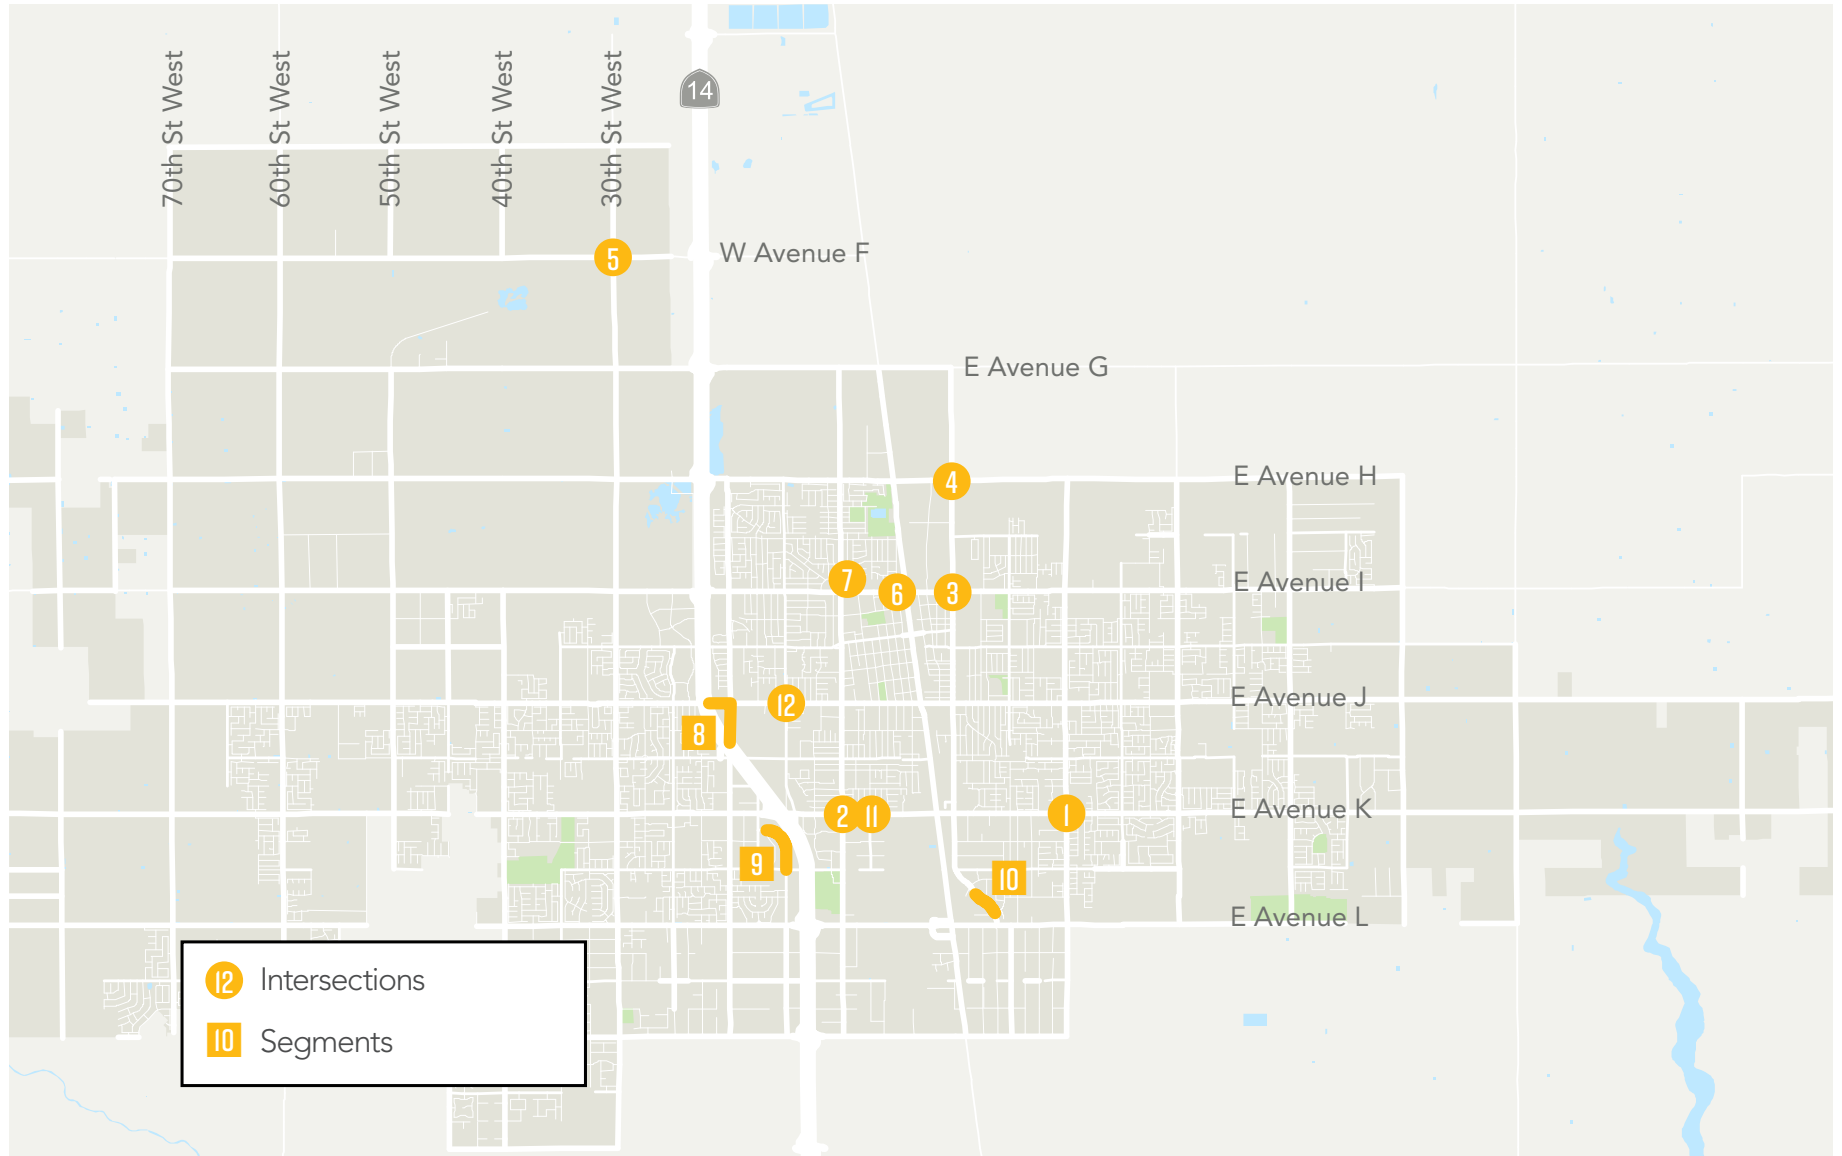 70th St West
60th St West
50th St West
40th St West
30th St West
14
5
W Avenue F
E Avenue G
4
E Avenue H
7
6
3
E Avenue I
8
12
E Avenue J
2
11
1
E Avenue K
9
10
E Avenue L
12 Intersections
10 Segments